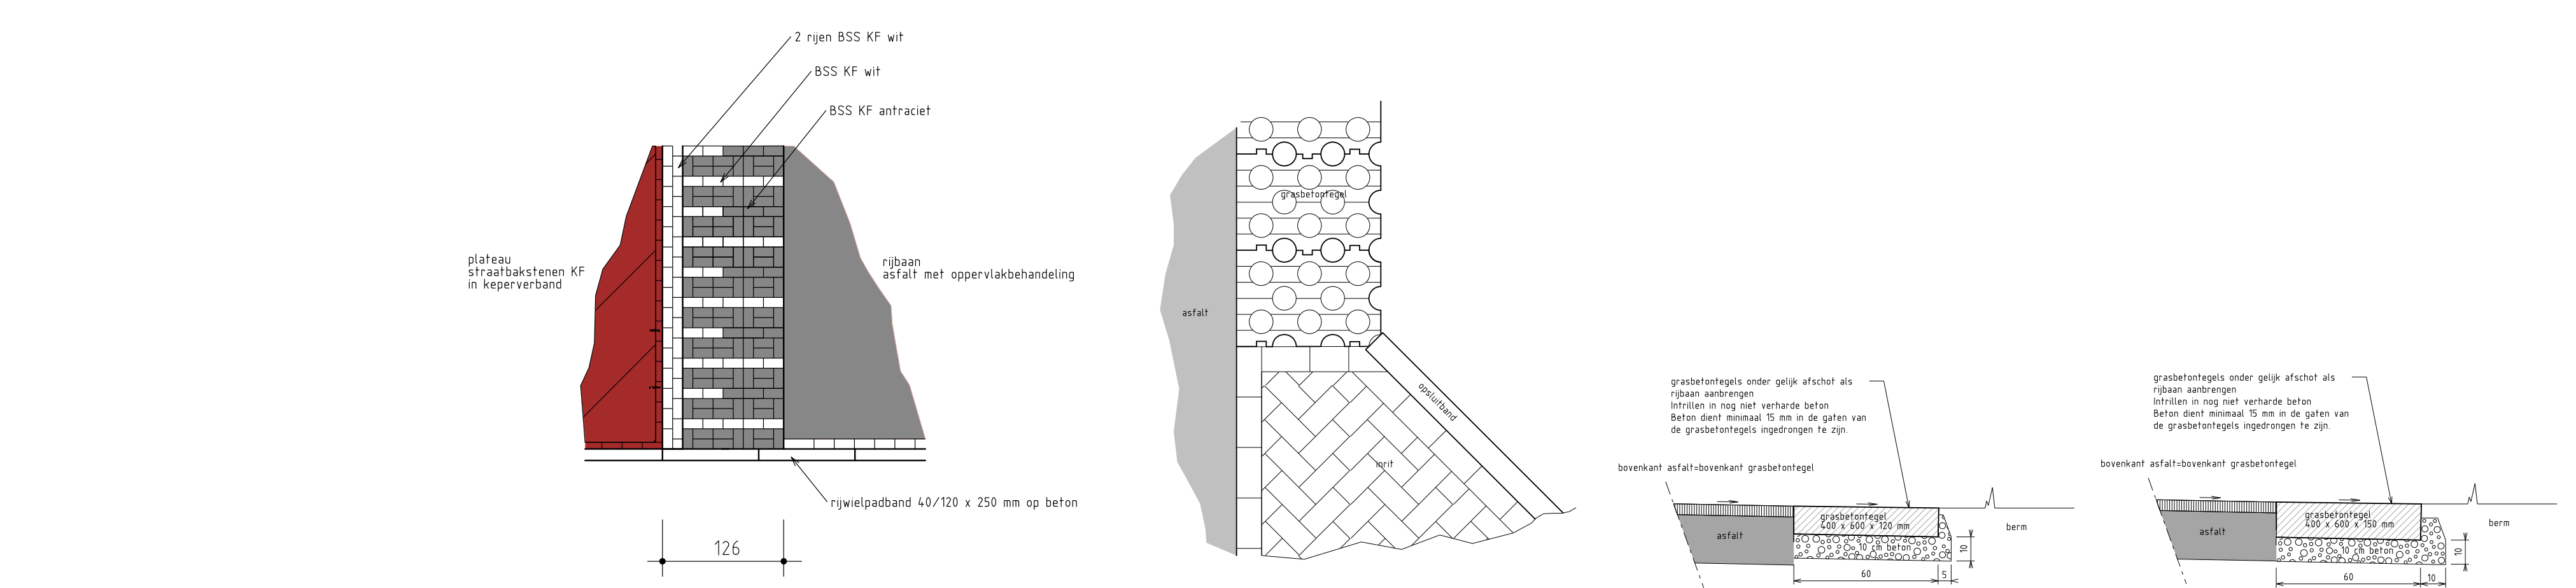 2 rijen BSS KF wit
BSS KF wit
BSS KF antraciet
plateau
straatbakstenen KF
in keperverband
rijbaan
asfalt met oppervlakbehandeling
rijwielpadband 40/120 x 250 mm op beton
126
grasbetontegel
asfalt
opsluitband
inrit
grasbetontegels onder gelijk afschot als
rijbaan aanbrengen
Intrillen in nog niet verharde beton
Beton dient minimaal 15 mm in de gaten van
de grasbetontegels ingedrongen te zijn.
bovenkant asfalt=bovenkant grasbetontegel
grasbetontegel
400 x 600 x 120 mm
asfalt
10 cm beton
berm
10
60
5
grasbetontegels onder gelijk afschot als
rijbaan aanbrengen
Intrillen in nog niet verharde beton
Beton dient minimaal 15 mm in de gaten van
de grasbetontegels ingedrongen te zijn.
bovenkant asfalt=bovenkant grasbetontegel
grasbetontegel
400 x 600 x 150 mm
asfalt
10 cm beton
berm
10
60
10